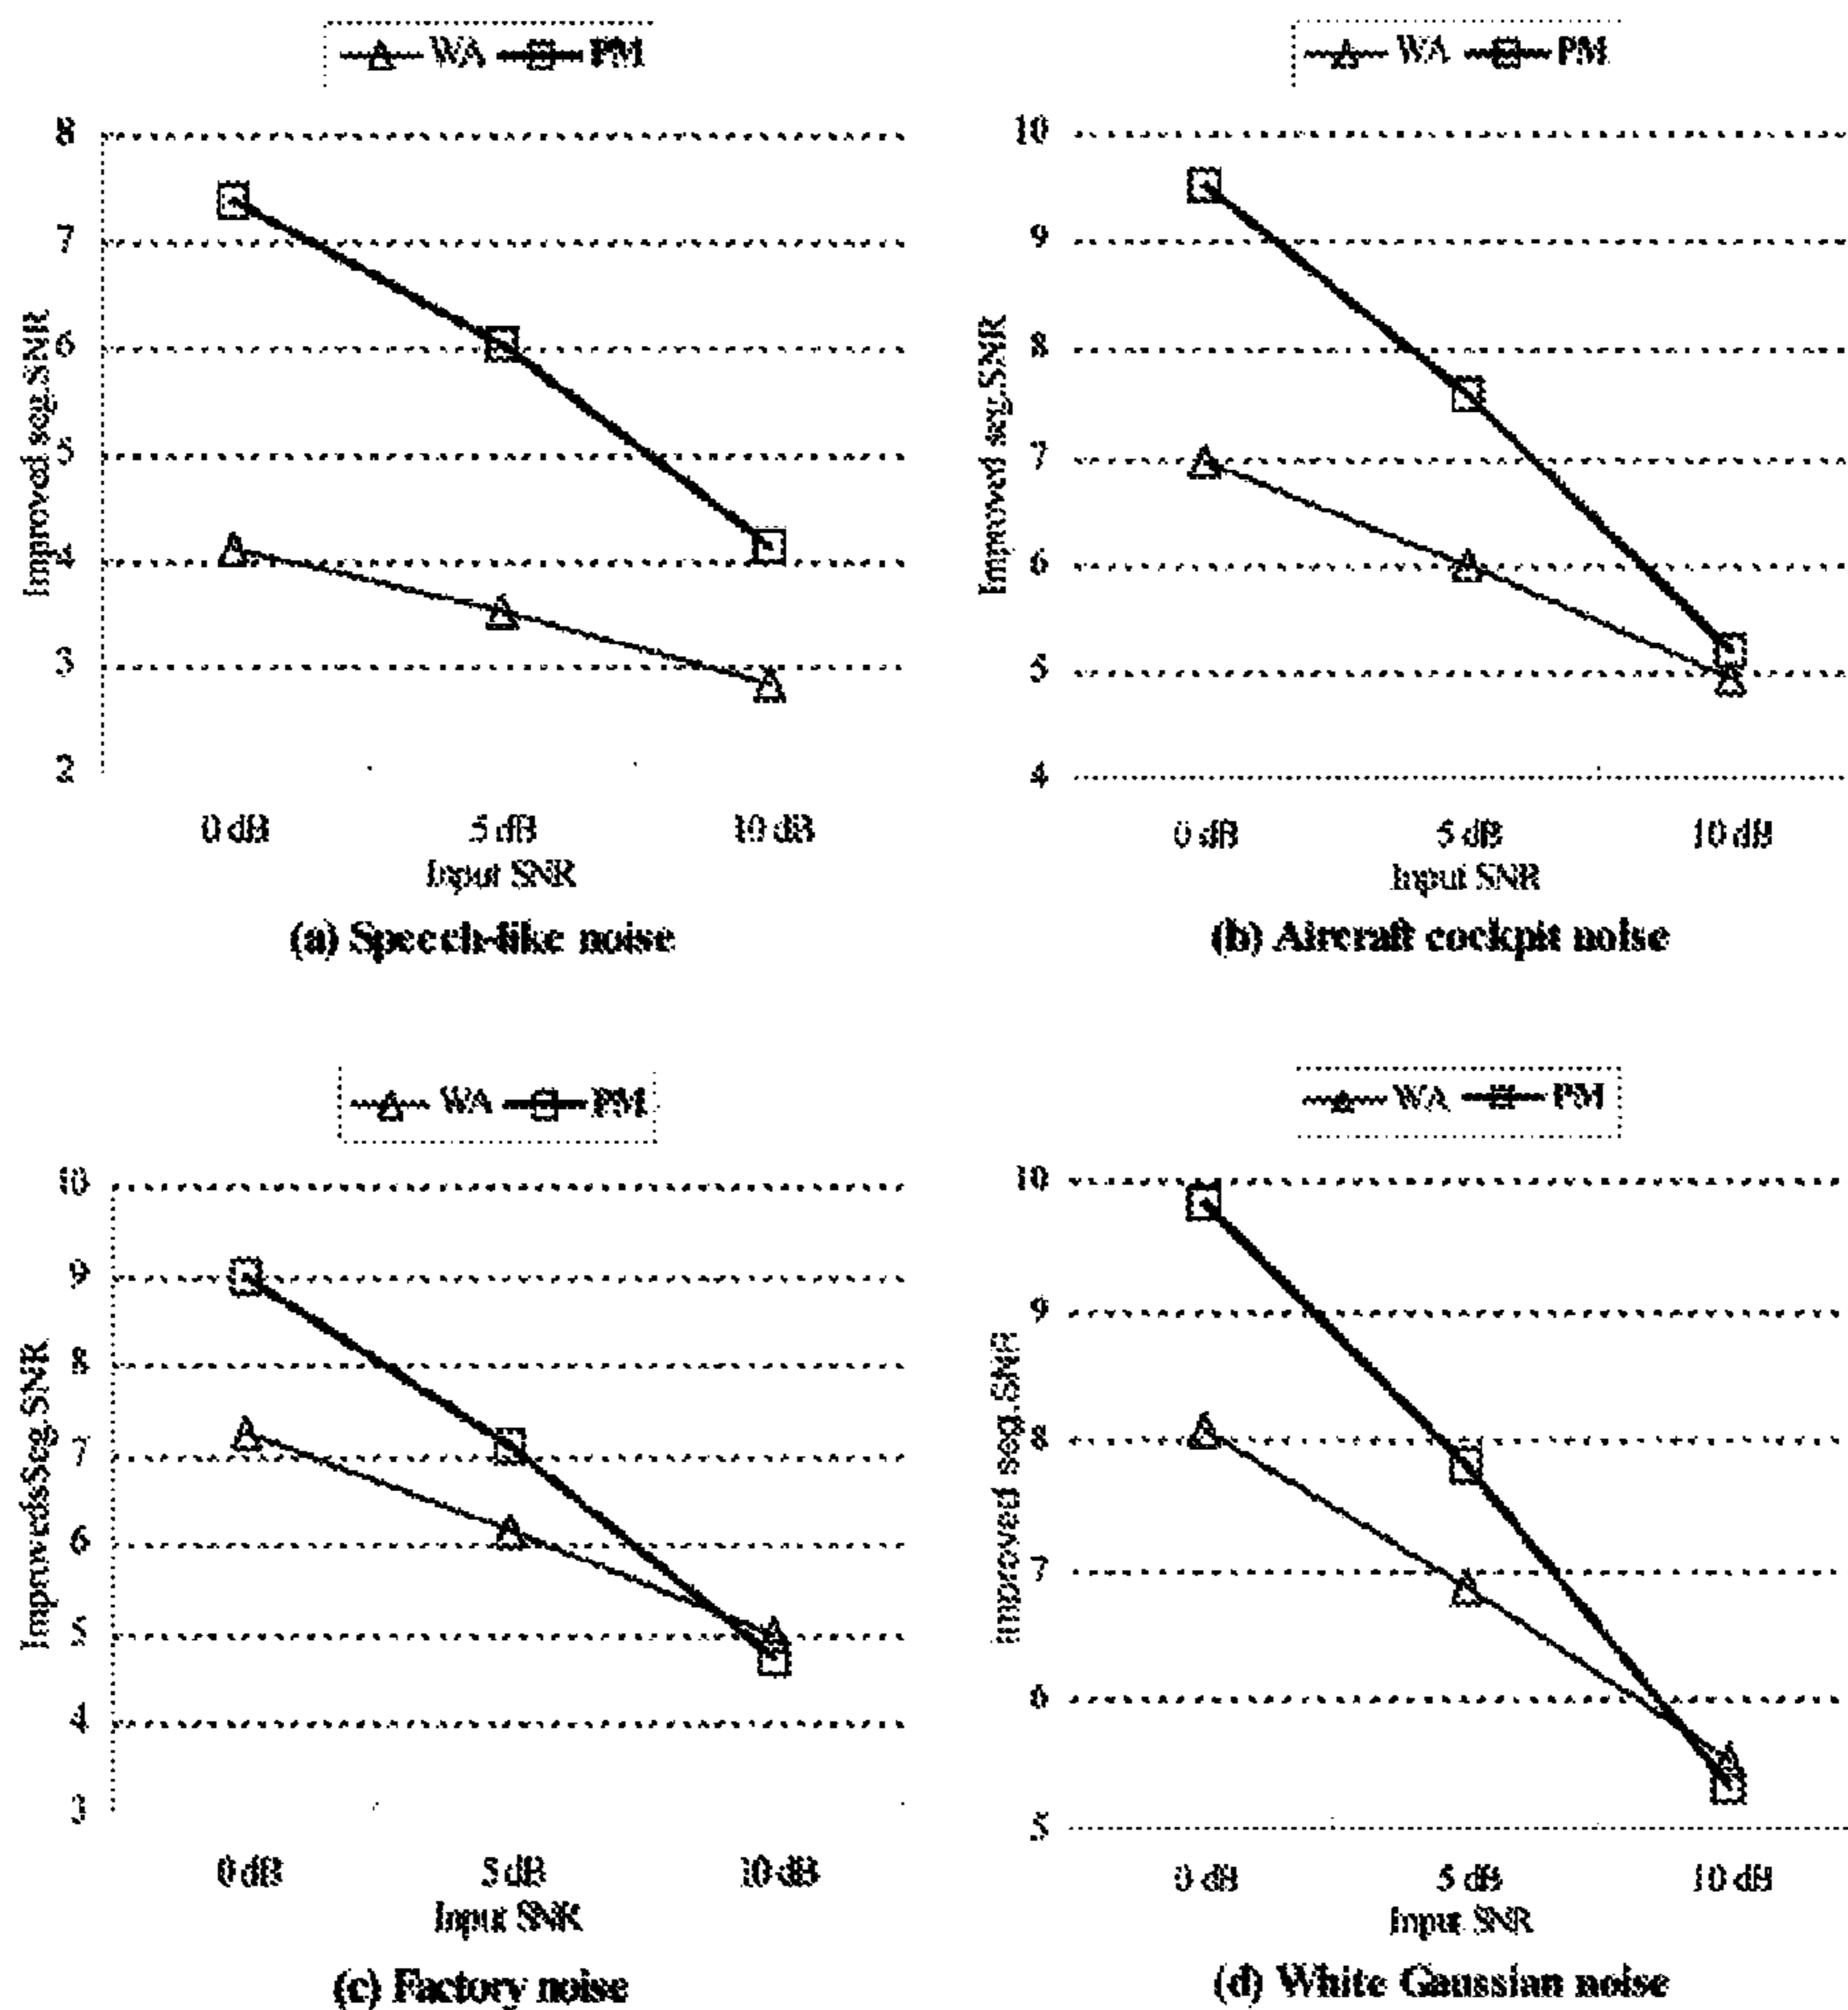 WA PM
8
7
6
5
4
3
2
Improved seg.SNR
0 dB 5 dB 10 dB
Input SNR
(a) Speech-like noise
WA PM
10
9
8
7
6
5
4
Improved seg.SNR
0 dB 5 dB 10 dB
Input SNR
(b) Aircraft cockpit noise
WA PM
10
9
8
7
6
5
4
3
ImprovedsSeg.SNR
0 dB 5 dB 10 dB
Input SNR
(c) Factory noise
WA PM
10
9
8
7
6
5
Improved seg.SNR
0 dB 5 dB 10 dB
Input SNR
(d) White Gaussian noise